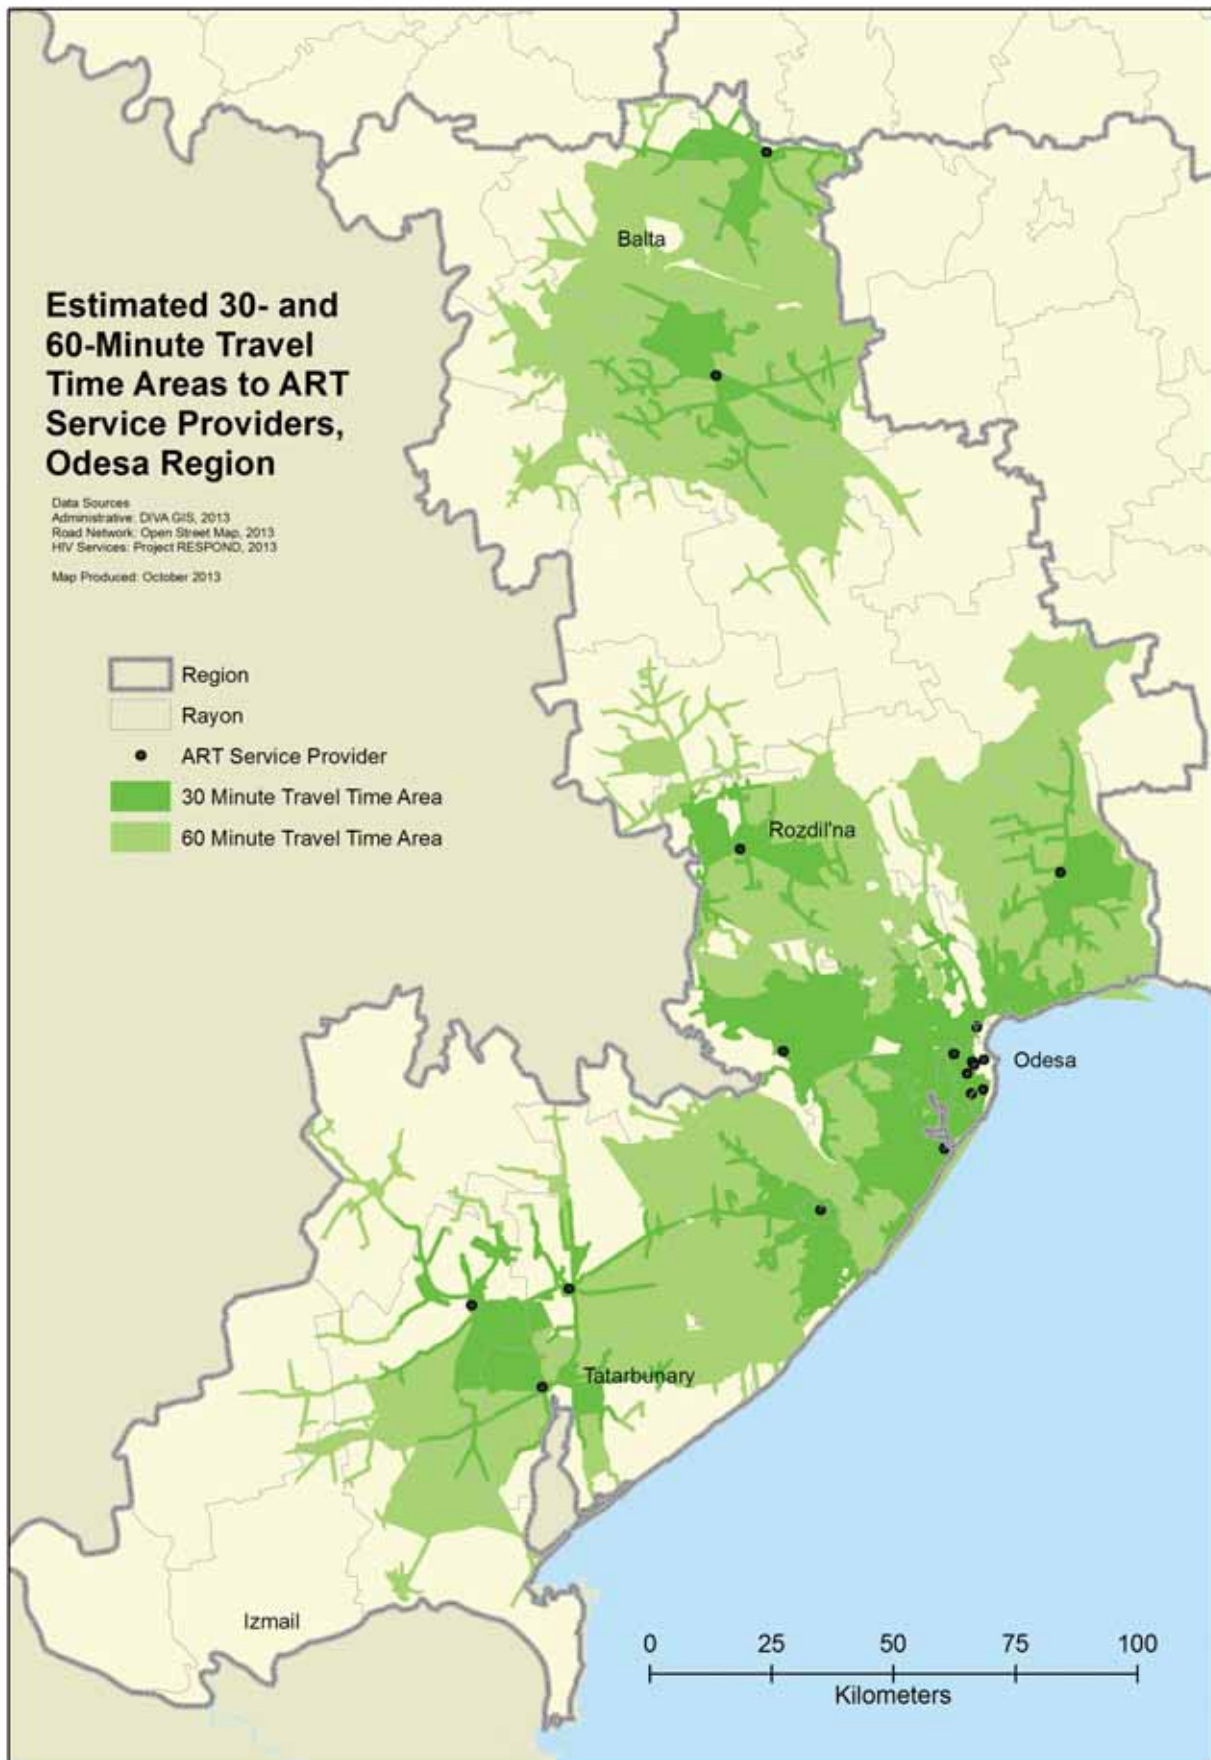 Estimated 30- and
60-Minute Travel
Time Areas to ART
Service Providers,
Odesa Region
Data Sources
Administrative: DIVA GIS, 2013
Road Network: Open Street Map, 2013
HIV Services: Project RESPOND, 2013
Map Produced: October 2013
Region
Rayon
ART Service Provider
30 Minute Travel Time Area
60 Minute Travel Time Area
Balta
Rozdil'na
Odesa
Tatarbunary
Izmail
0 25 50 75 100
Kilometers